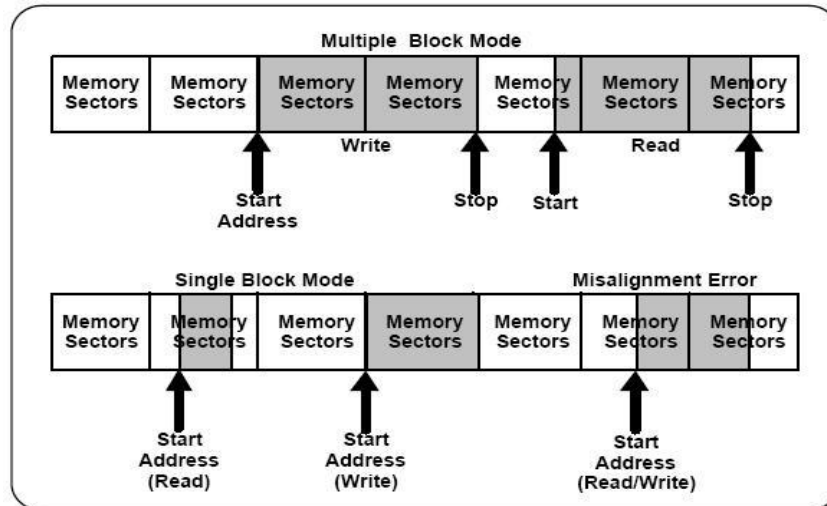 Multiple Block Mode
Memory Memory Memory Memory Memory Memory Memory
Sectors Sectors Sectors Sectors Sectors Sectors Sectors
Write Read
Start Stop Start Stop
Address
Single Block Mode Misalignment Error
Memory Memory Memory Memory Memory Memory Memory
Sectors Sectors Sectors Sectors Sectors Sectors Sectors
Start Start Start
Address Address Address
(Read) (Write) (Read/Write)